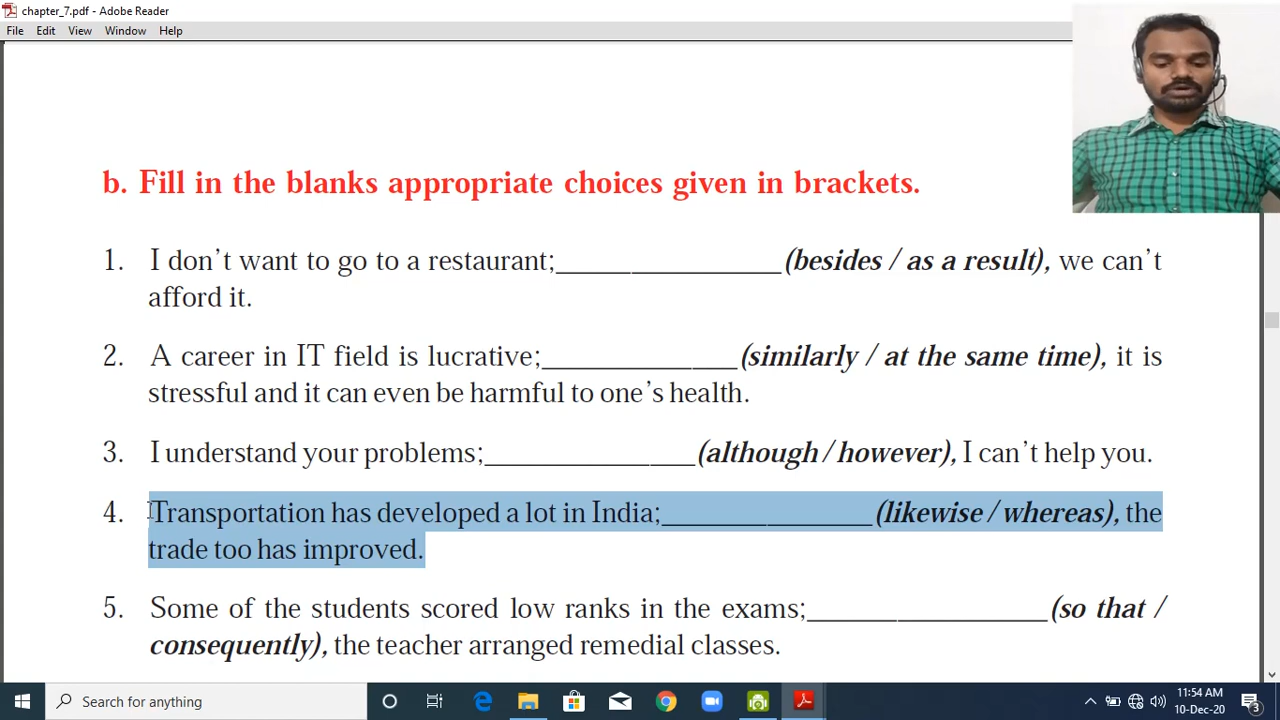 chapter_7.pdf - Adobe Reader
File Edit View Window Help
b. Fill in the blanks appropriate choices given in brackets.
1. I don’t want to go to a restaurant;_______________(besides / as a result), we can’t
afford it.
2. A career in IT field is lucrative;_____________(similarly / at the same time), it is
stressful and it can even be harmful to one’s health.
3. I understand your problems;______________(although / however), I can’t help you.
4. Transportation has developed a lot in India;______________(likewise / whereas), the
trade too has improved.
5. Some of the students scored low ranks in the exams;________________(so that /
consequently), the teacher arranged remedial classes.
Search for anything
11:54 AM
10-Dec-20
3